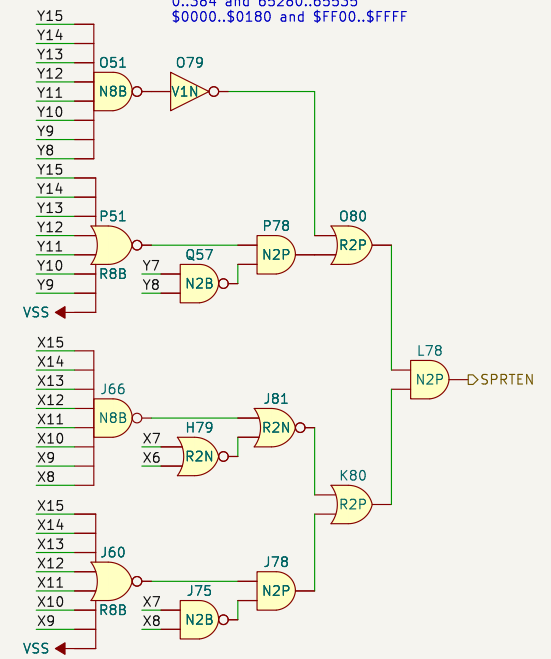 0..384 and 65280..65535
$0000..$0180 and $FF00..$FFFF
Y15
Y14
Y13
Y12
Y11
Y10
Y9
Y8
O51
N8B
O79
V1N
Y15
Y14
Y13
Y12
Y11
Y10
Y9
VSS
P51
R8B
Y7
Y8
Q57
N2B
P78
N2P
O80
R2P
X15
X14
X13
X12
X11
X10
X9
X8
J66
N8B
X7
X6
H79
R2N
J81
R2N
L78
N2P
SPRTEN
K80
R2P
X15
X14
X13
X12
X11
X10
X9
VSS
J60
R8B
X7
X8
J75
N2B
J78
N2P